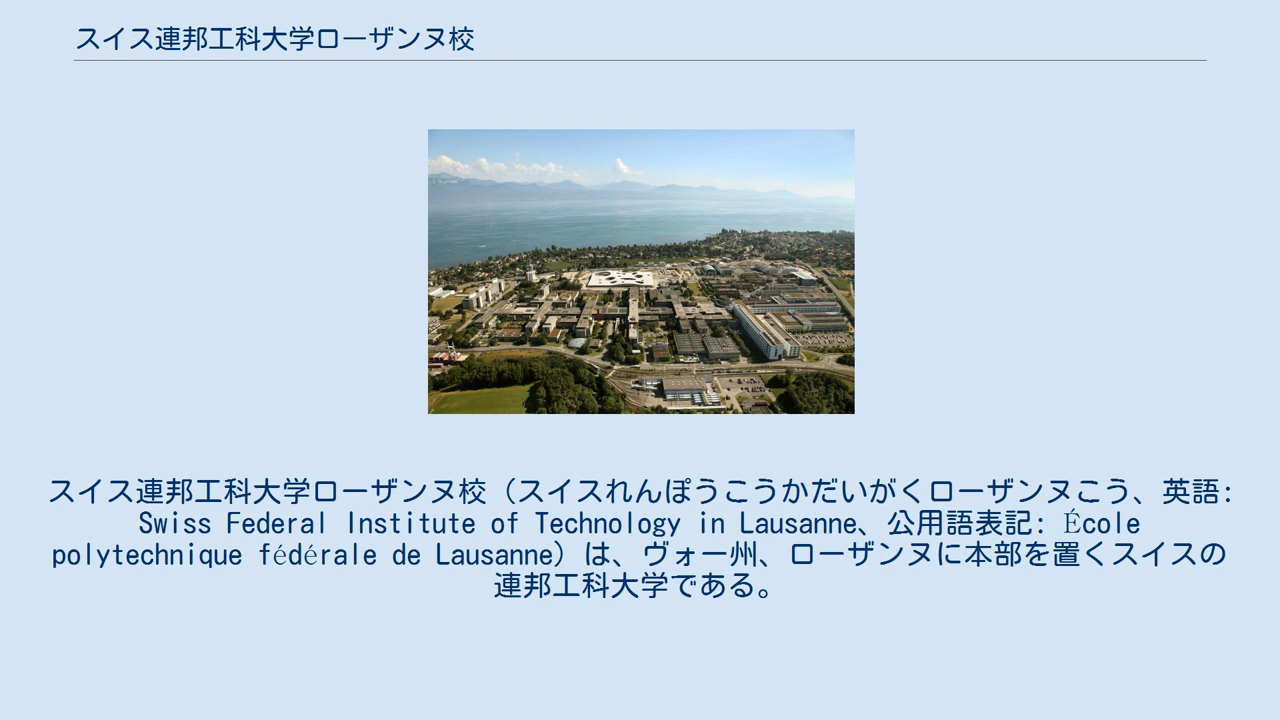 スイス連邦工科大学ローザンヌ校
スイス連邦工科大学ローザンヌ校（スイスれんぽうこうかだいがくローザンヌこう、英語:
Swiss Federal Institute of Technology in Lausanne、公用語表記: École
polytechnique fédérale de Lausanne）は、ヴォー州、ローザンヌに本部を置くスイスの
連邦工科大学である。